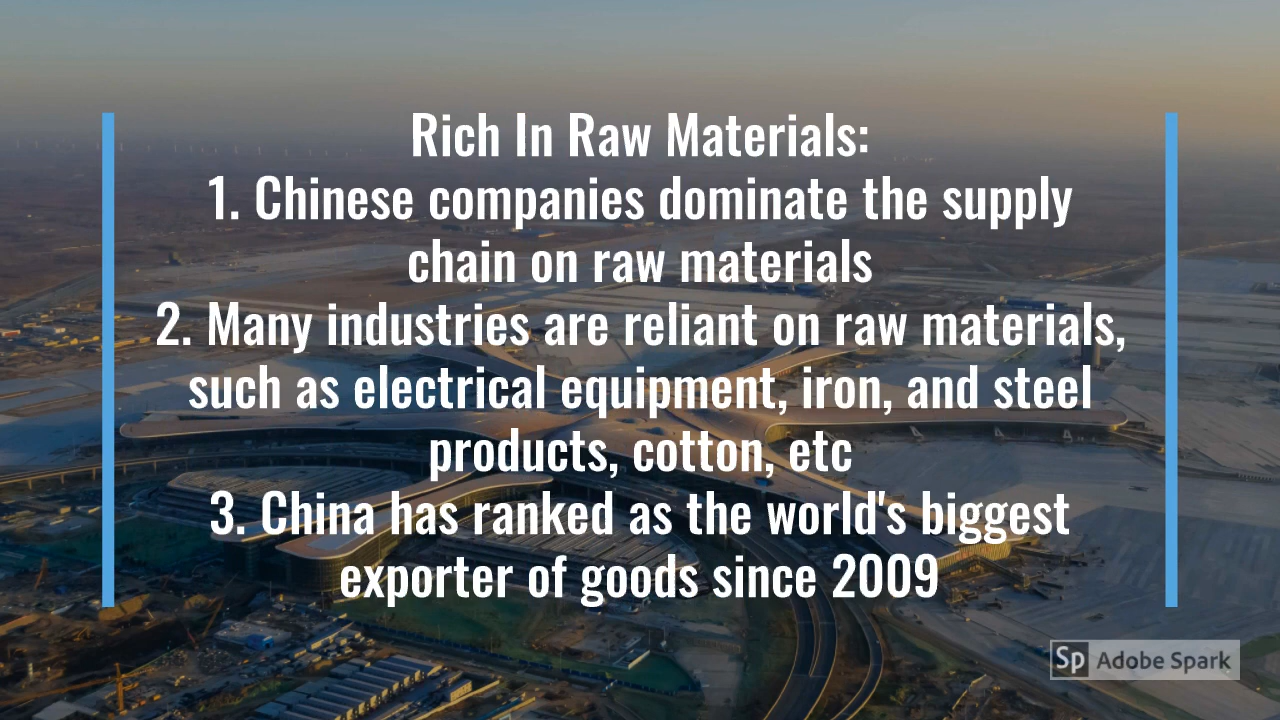 Rich In Raw Materials:
1. Chinese companies dominate the supply
chain on raw materials
2. Many industries are reliant on raw materials,
such as electrical equipment, iron, and steel
products, cotton, etc
3. China has ranked as the world's biggest
exporter of goods since 2009
Sp Adobe Spark